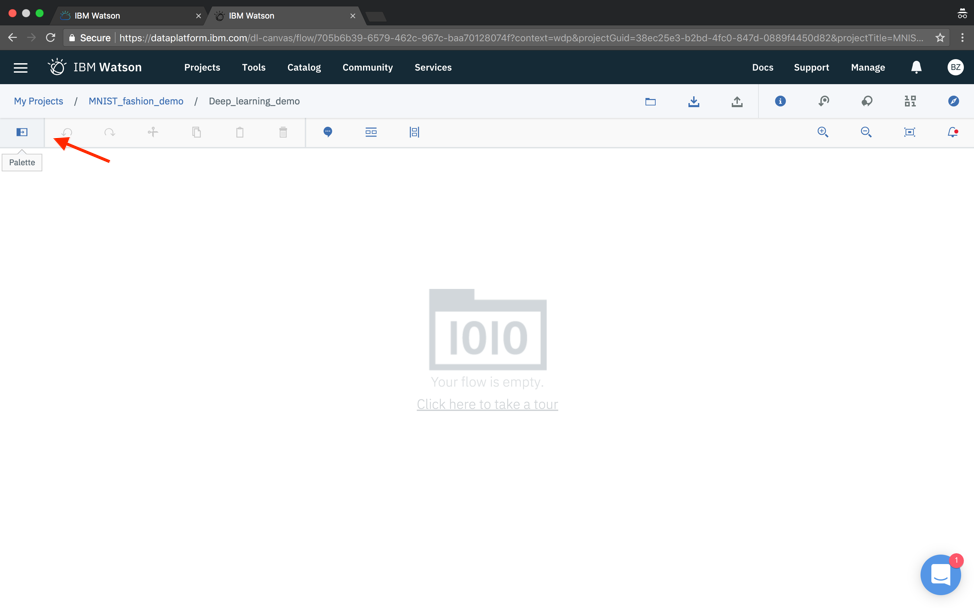 IBM Watson
IBM Watson
Secure https://dataplatform.ibm.com/dl-canvas/flow/705b6b39-6579-462c-967c-baa70128074f?context=wdp&projectGuid=38ec25e3-b2bd-4fc0-847d-0889f4450d82&projectTitle=MNIS...
IBM Watson Projects Tools Catalog Community Services Docs Support Manage BZ
My Projects / MNIST_fashion_demo / Deep_learning_demo
Palette
1010
Your flow is empty.
Click here to take a tour
1